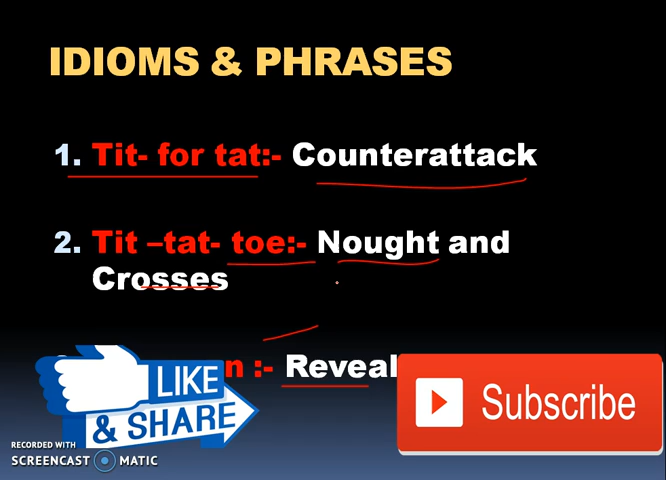 IDIOMS & PHRASES
1. Tit- for tat:- Counterattack
2. Tit –tat- toe:- Nought and
Crosses
:- Reveal
LIKE
& SHARE
Subscribe
RECORDED WITH
SCREENCAST MATIC